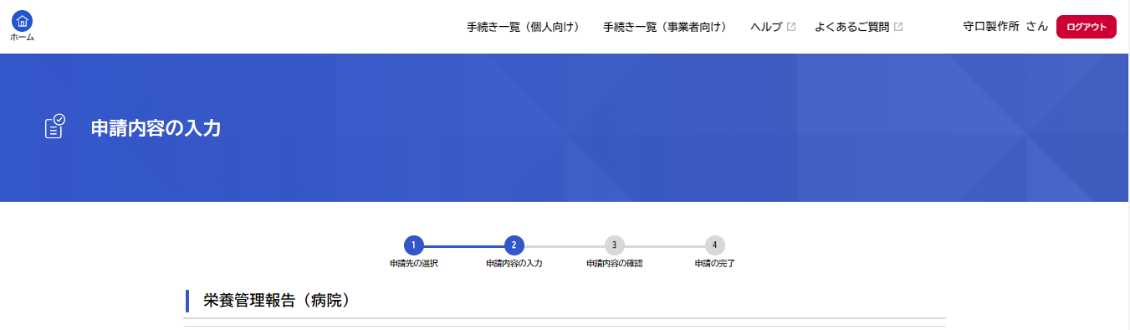 ホーム
手続き一覧（個人向け） 手続き一覧（事業者向け） ヘルプ よくあるご質問 守口製作所 さん ログアウト
申請内容の入力
1 2 3 4
申請先の選択 申請内容の入力 申請内容の確認 申請の完了
栄養管理報告（病院）